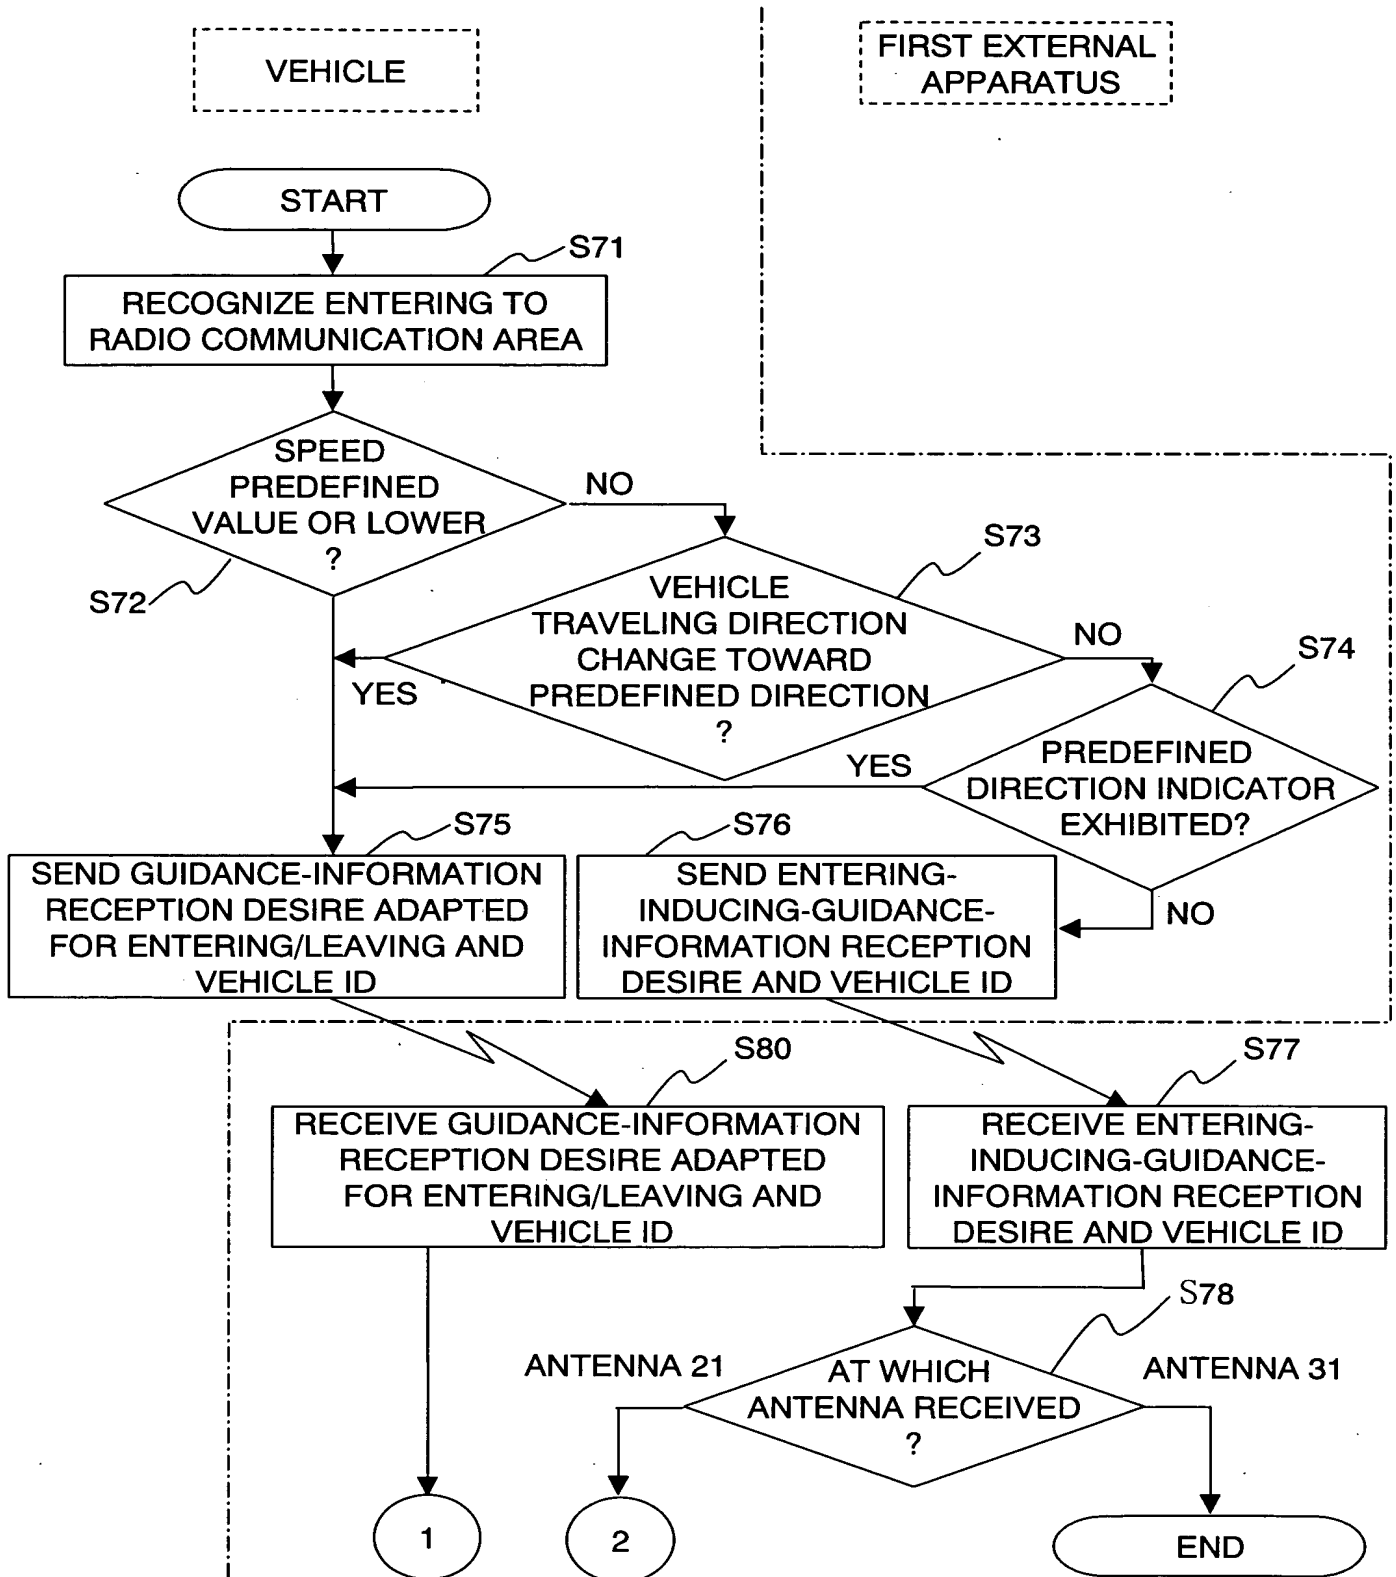 VEHICLE
FIRST EXTERNAL
APPARATUS
START
S71
RECOGNIZE ENTERING TO
RADIO COMMUNICATION AREA
SPEED
PREDEFINED
VALUE OR LOWER
?
NO
S72
S73
VEHICLE
TRAVELING DIRECTION
CHANGE TOWARD
PREDEFINED DIRECTION
?
YES
NO
S74
PREDEFINED
DIRECTION INDICATOR
EXHIBITED?
YES
NO
S75
SEND GUIDANCE-INFORMATION
RECEPTION DESIRE ADAPTED
FOR ENTERING/LEAVING AND
VEHICLE ID
S76
SEND ENTERING-
INDUCING-GUIDANCE-
INFORMATION RECEPTION
DESIRE AND VEHICLE ID
S80
RECEIVE GUIDANCE-INFORMATION
RECEPTION DESIRE ADAPTED
FOR ENTERING/LEAVING AND
VEHICLE ID
S77
RECEIVE ENTERING-
INDUCING-GUIDANCE-
INFORMATION RECEPTION
DESIRE AND VEHICLE ID
S78
ANTENNA 21
AT WHICH
ANTENNA RECEIVED
?
ANTENNA 31
1
2
END